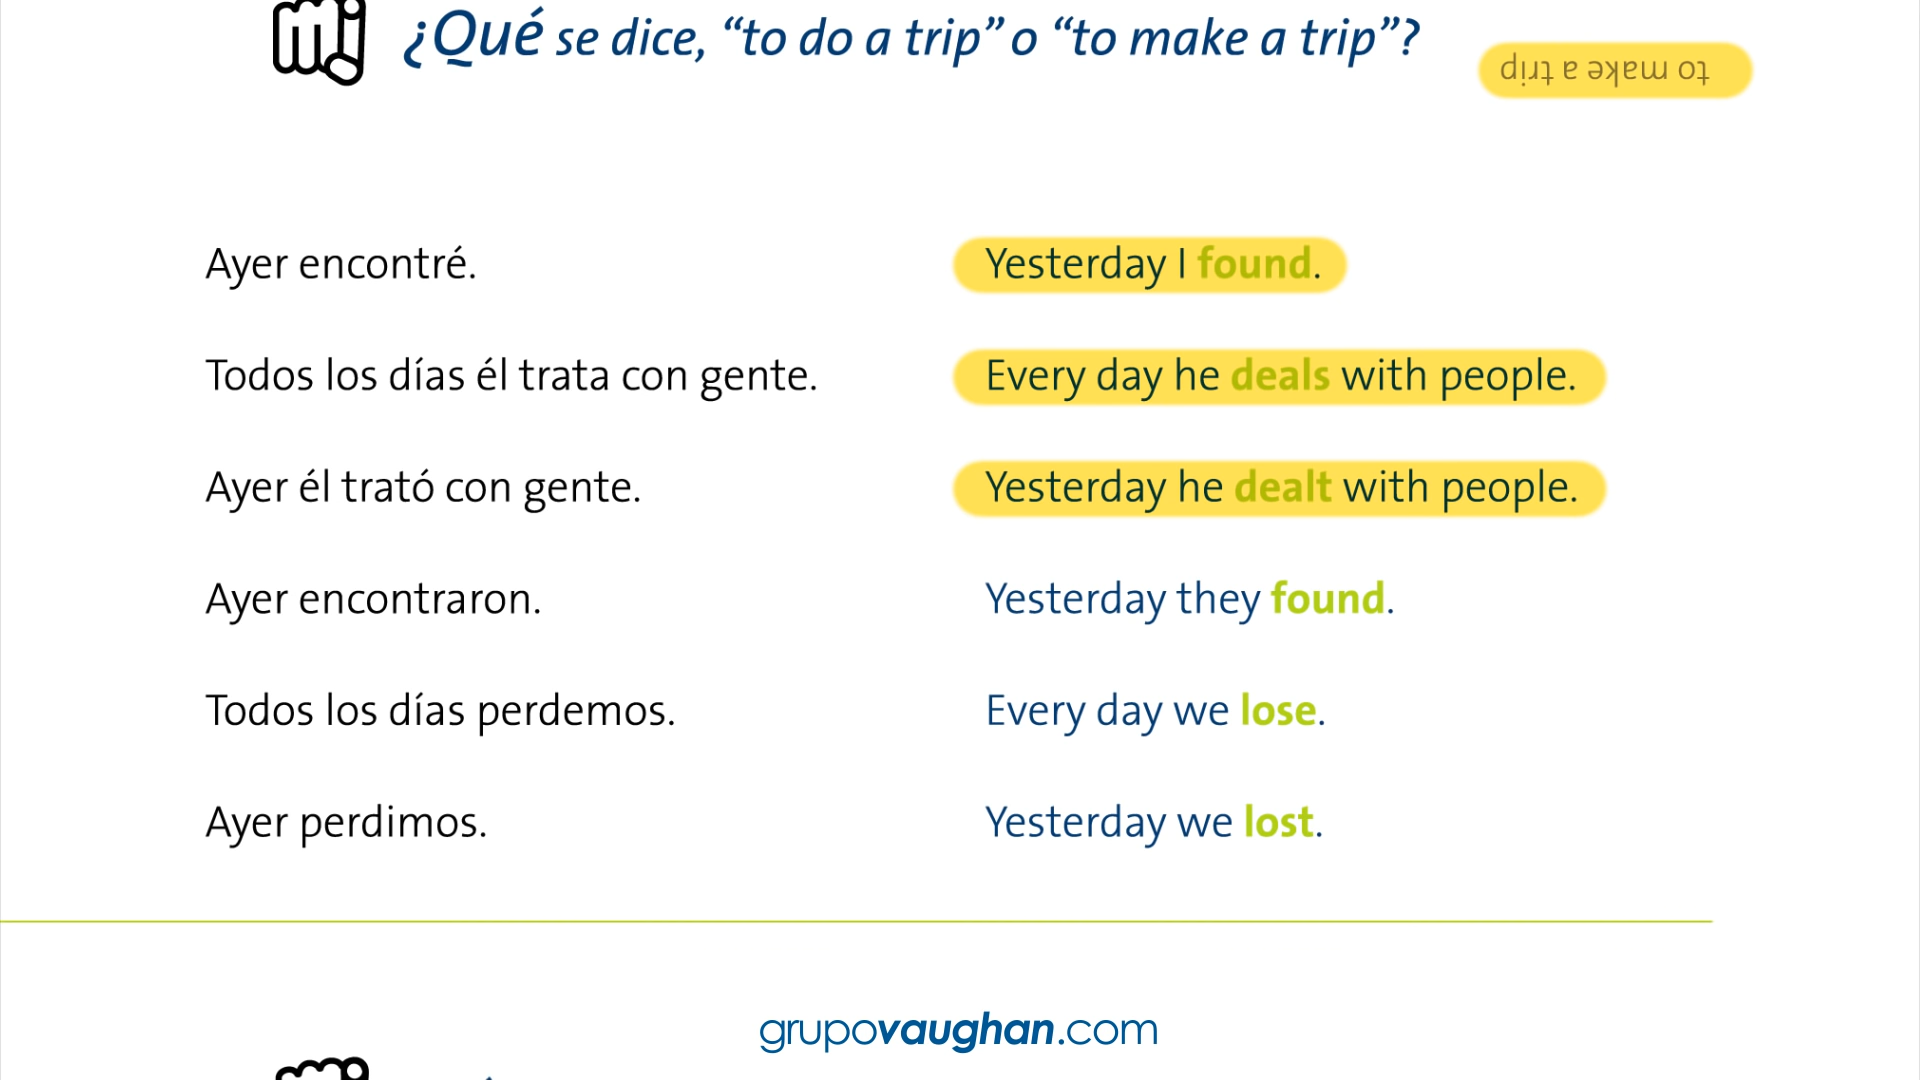 ¿Qué se dice, “to do a trip” o “to make a trip”?
to make a trip
Ayer encontré. Yesterday I found.
Todos los días él trata con gente. Every day he deals with people.
Ayer él trató con gente. Yesterday he dealt with people.
Ayer encontraron. Yesterday they found.
Todos los días perdemos. Every day we lose.
Ayer perdimos. Yesterday we lost.
grupovaughan.com